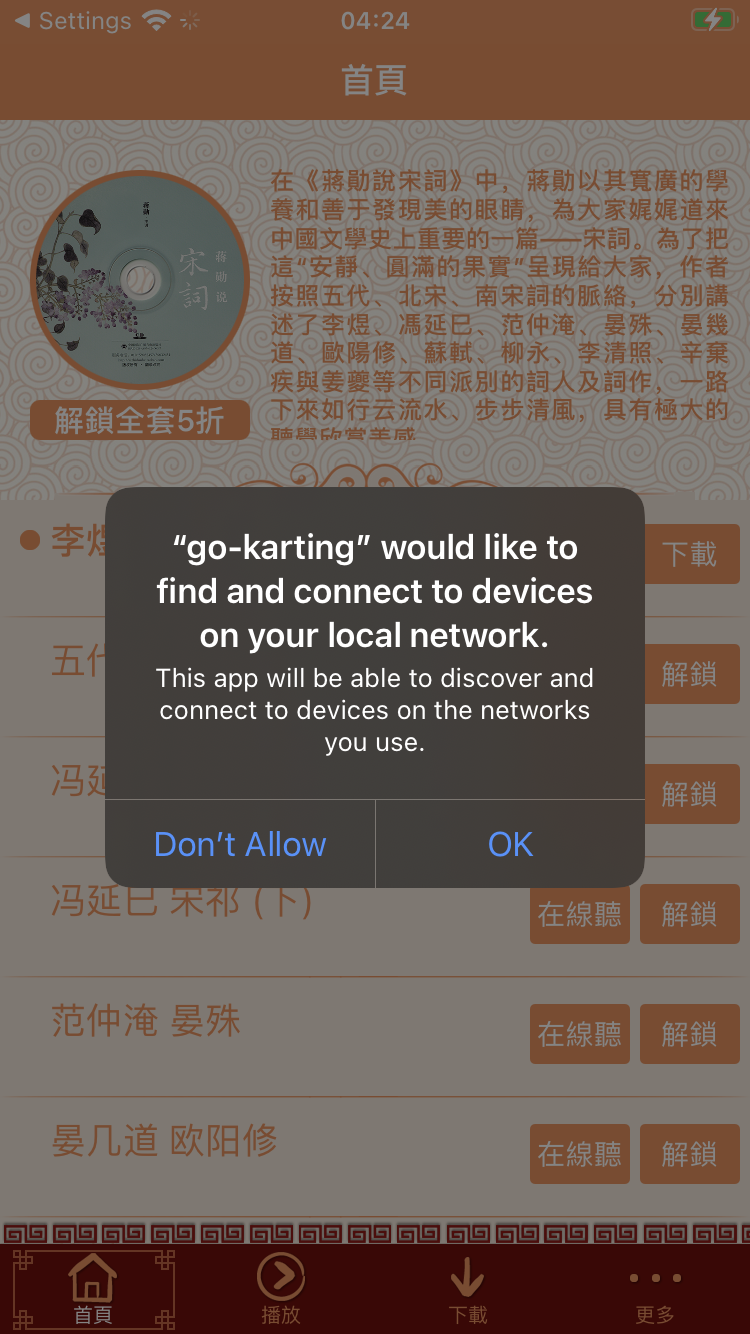 Settings
04:24
首頁
在《蔣勛說宋詞》中，蔣勛以其寬廣的學
養和善于發現美的眼睛，為大家娓娓道來
中國文學史上重要的一篇——宋詞。為了把
這“安靜、圓滿的果實”呈現給大家，作者
按照五代、北宋、南宋詞的脈絡，分別講
述了李煜、馮延巳、范仲淹、晏殊、晏幾
道、歐陽修、蘇軾、柳永、李清照、辛棄
疾與姜夔等不同派別的詞人及詞作，一路
下來如行云流水、步步清風，具有極大的
聽覺欣賞美感
蔣勋
宋詞
蒋勋说
解鎖全套5折
“go-karting” would like to
find and connect to devices
on your local network.
This app will be able to discover and
connect to devices on the networks
you use.
Don’t Allow
OK
李煜
下載
五代
解鎖
冯延
解鎖
冯延巳 宋祁 (下)
在線聽
解鎖
范仲淹 晏殊
在線聽
解鎖
晏几道 欧阳修
在線聽
解鎖
首頁
播放
下載
更多